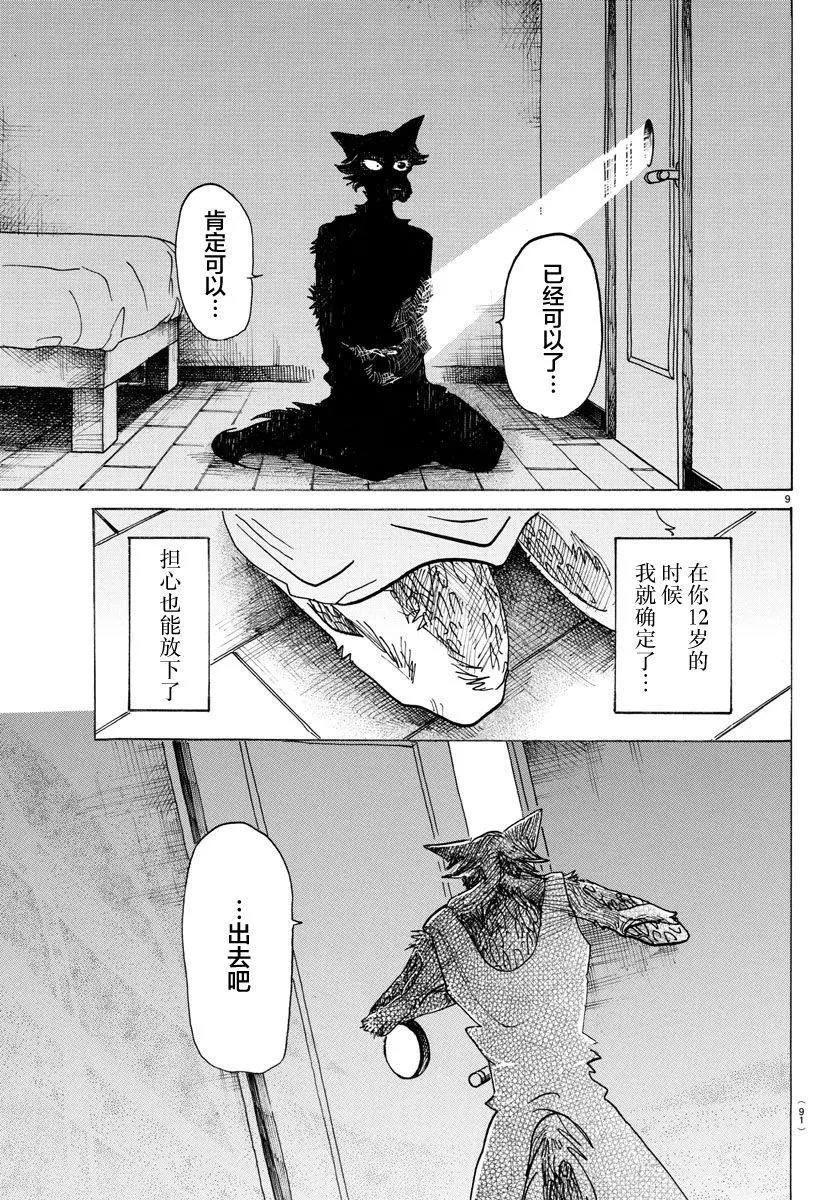 已经可以了…
肯定可以…
9
在你12岁的
时候
我就确定了…
担心也能放下了
…出去吧
(91)